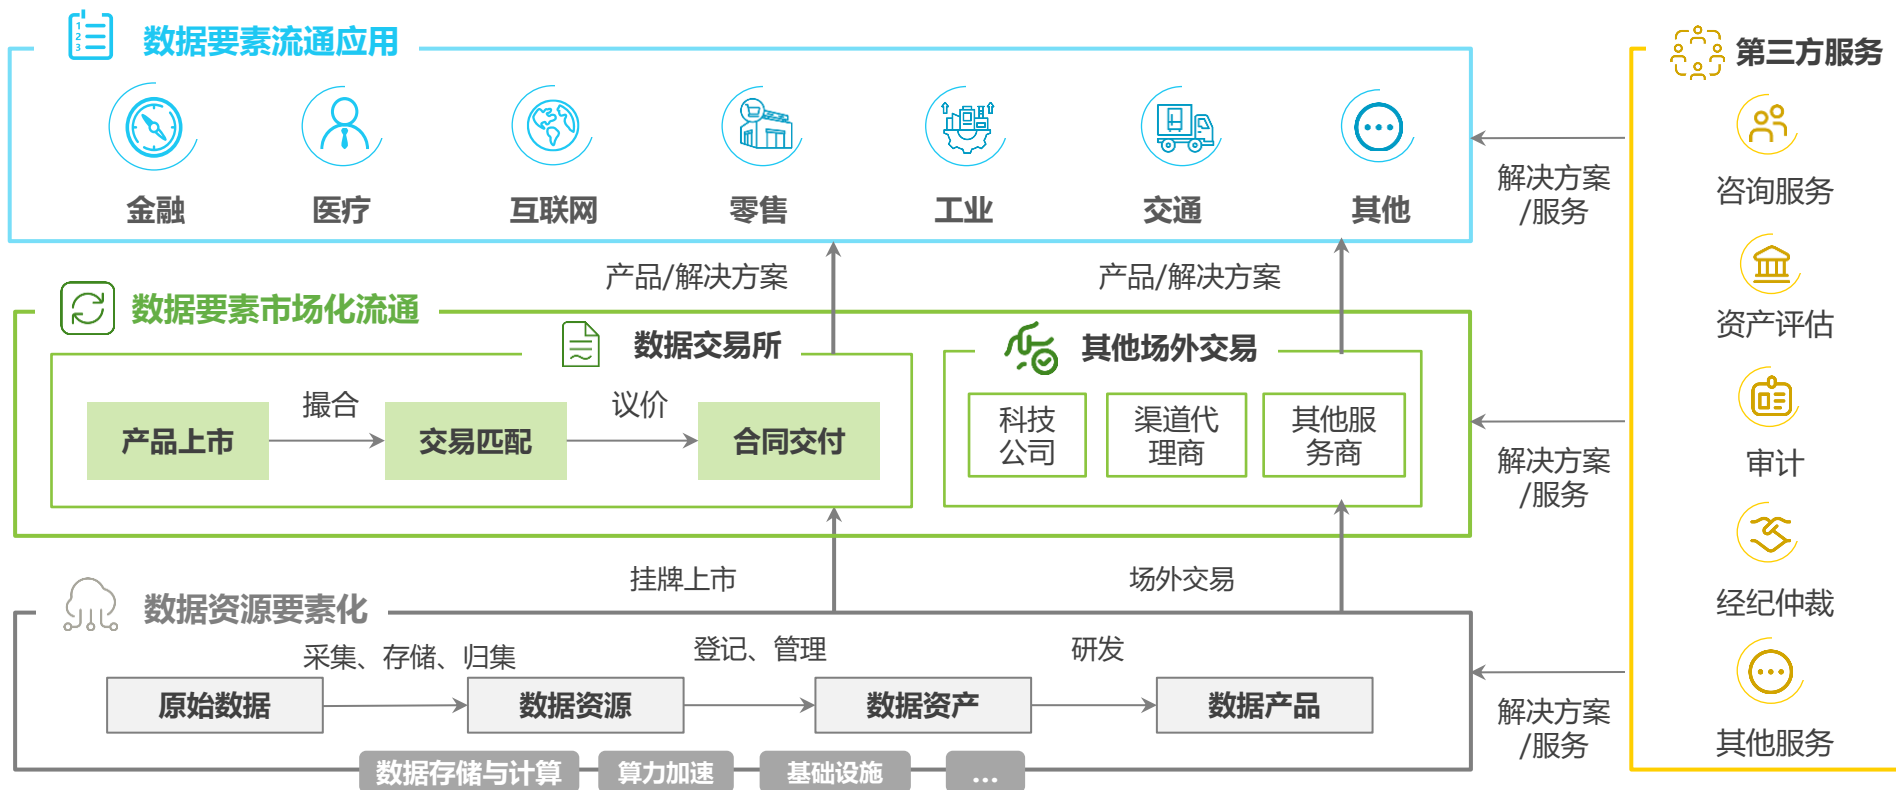 数据要素流通应用
金融
医疗
互联网
零售
工业
交通
其他
产品/解决方案
产品/解决方案
数据要素市场化流通
数据交易所
产品上市
撮合
交易匹配
议价
合同交付
其他场外交易
科技
公司
渠道代
理商
其他服
务商
挂牌上市
场外交易
数据资源要素化
原始数据
采集、存储、归集
数据资源
登记、管理
数据资产
研发
数据产品
数据存储与计算
算力加速
基础设施
...
解决方案
/服务
解决方案
/服务
解决方案
/服务
第三方服务
咨询服务
资产评估
审计
经纪仲裁
其他服务
1
2
3